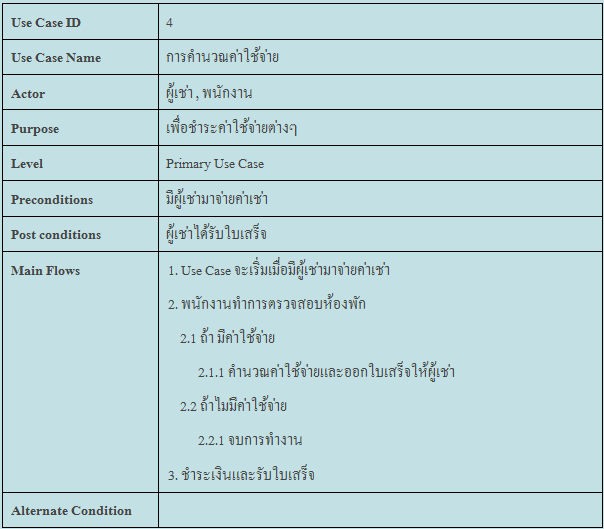 Use Case ID 4
Use Case Name การคำนวณค่าใช้จ่าย
Actor ผู้เช่า , พนักงาน
Purpose เพื่อชำระค่าใช้จ่ายต่างๆ
Level Primary Use Case
Preconditions มีผู้เช่ามาจ่ายค่าเช่า
Post conditions ผู้เช่าได้รับใบเสร็จ
Main Flows 1. Use Case จะเริ่มเมื่อมีผู้เช่ามาจ่ายค่าเช่า
2. พนักงานทำการตรวจสอบห้องพัก
2.1 ถ้า มีค่าใช้จ่าย
2.1.1 คำนวณค่าใช้จ่ายและออกใบเสร็จให้ผู้เช่า
2.2 ถ้าไม่มีค่าใช้จ่าย
2.2.1 จบการทำงาน
3. ชำระเงินและรับใบเสร็จ
Alternate Condition